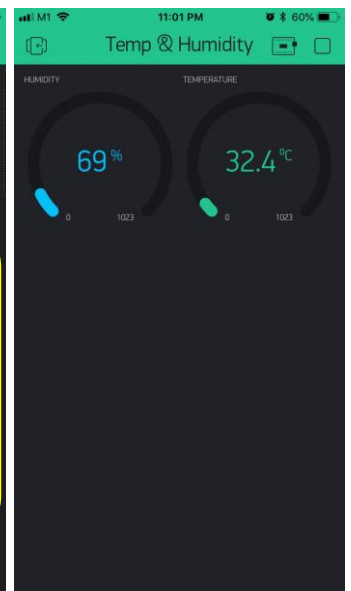 M1 11:01 PM 60%
Temp & Humidity
HUMIDITY TEMPERATURE
69 % 32.4 °C
0 1023 0 1023